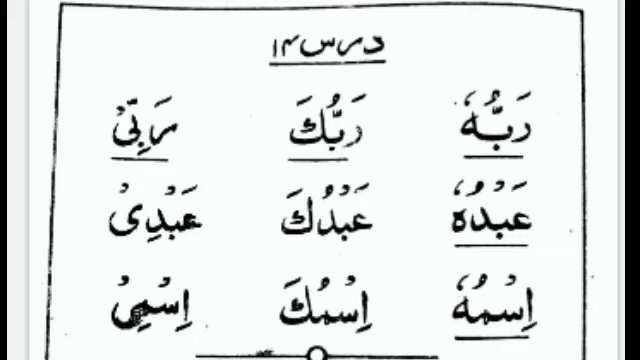 درس ۱۴
رَبُّهٗ رَبُّكَ رَبِّیْ
عَبْدُهٗ عَبْدُكَ عَبْدِیْ
اِسْمُهٗ اِسْمُكَ اِسْمِیْ